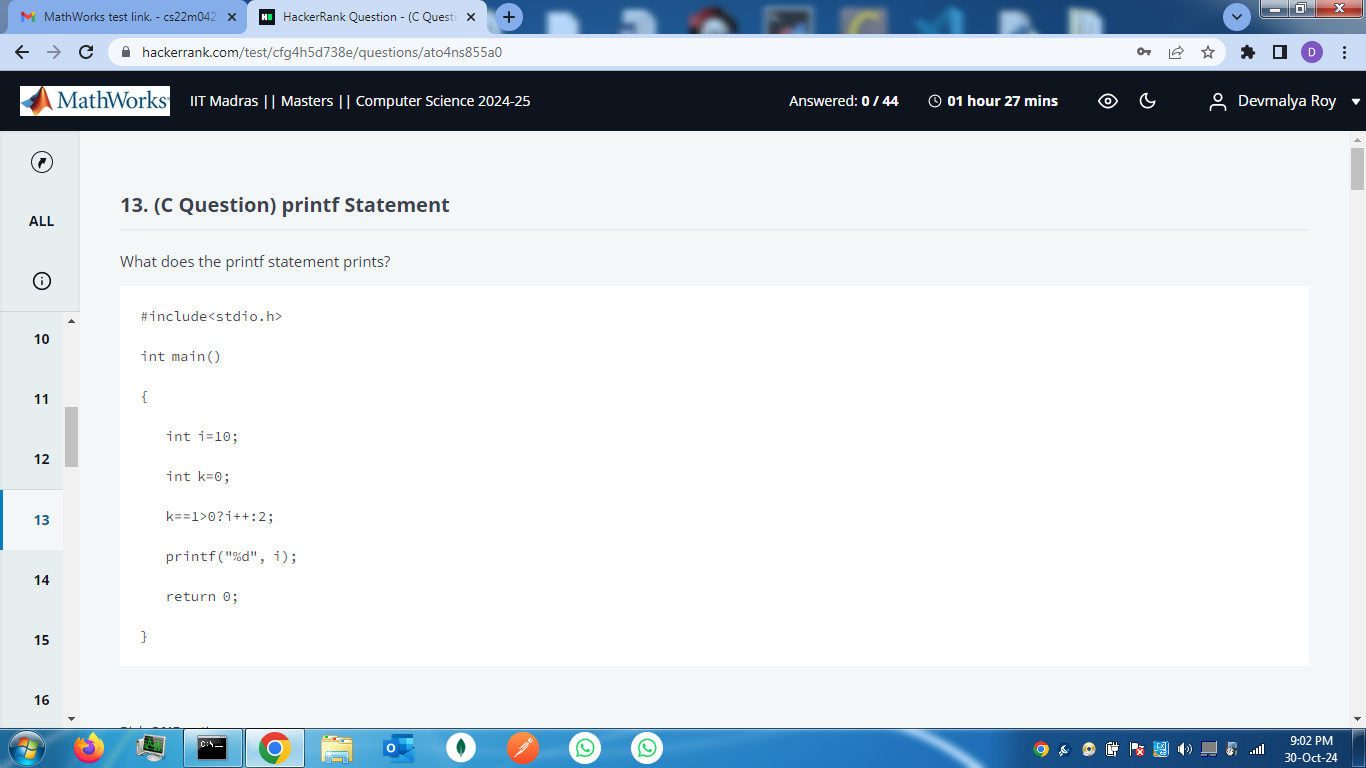 MathWorks test link. - cs22m042
HackerRank Question - (C Questi
hackerrank.com/test/cfg4h5d738e/questions/ato4ns855a0
D
MathWorks
IIT Madras || Masters || Computer Science 2024-25
Answered: 0 / 44
01 hour 27 mins
Devmalya Roy
ALL
10
11
12
13
14
15
16
13. (C Question) printf Statement
What does the printf statement prints?
#include<stdio.h>
int main()
{
int i=10;
int k=0;
k==1>0?i++:2;
printf("%d", i);
return 0;
}
9:02 PM
30-Oct-24